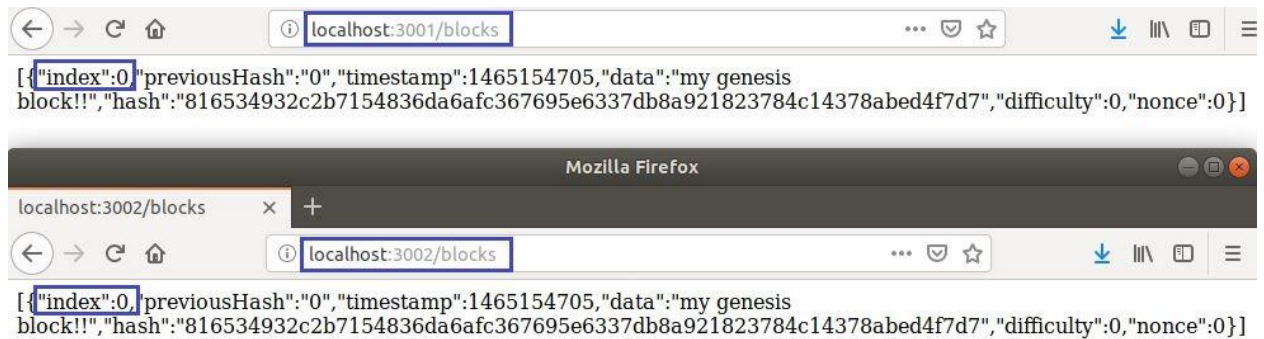 localhost:3001/blocks
[{"index":0,"previousHash":"0","timestamp":1465154705,"data":"my genesis
block!!","hash":"816534932c2b7154836da6afc367695e6337db8a921823784c14378abed4f7d7","difficulty":0,"nonce":0}]
Mozilla Firefox
localhost:3002/blocks
localhost:3002/blocks
[{"index":0,"previousHash":"0","timestamp":1465154705,"data":"my genesis
block!!","hash":"816534932c2b7154836da6afc367695e6337db8a921823784c14378abed4f7d7","difficulty":0,"nonce":0}]